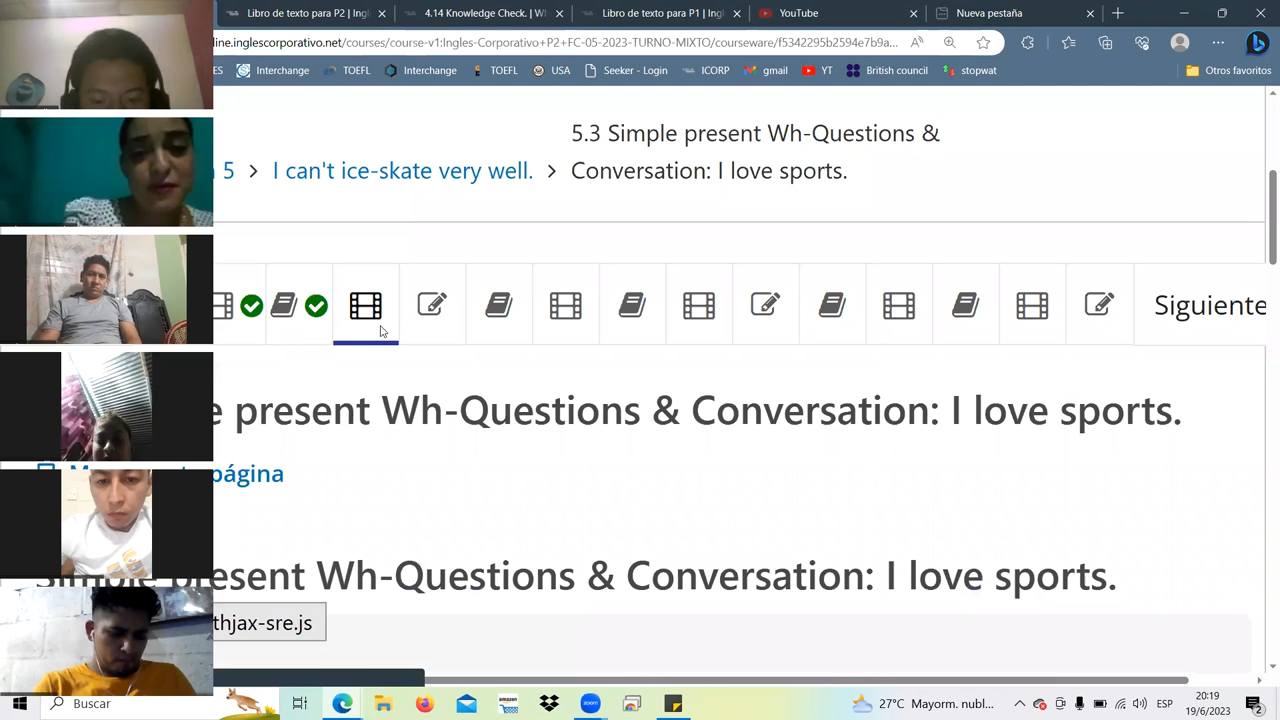 Libro de texto para P2 | Ingl
4.14 Knowledge Check. | W
Libro de texto para P1 | Ingl
YouTube
Nueva pestaña
line.inglescorporativo.net/courses/course-v1:Ingles-Corporativo+P2+FC-05-2023-TURNO-MIXTO/courseware/f5342295b2594e7b9a...
ES
Interchange
TOEFL
Interchange
TOEFL
USA
Seeker - Login
ICORP
gmail
YT
British council
stopwat
Otros favoritos
5 > I can't ice-skate very well. > 5.3 Simple present Wh-Questions &
Conversation: I love sports.
Siguiente
e present Wh-Questions & Conversation: I love sports.
página
Simple present Wh-Questions & Conversation: I love sports.
thjax-sre.js
Buscar
27°C Mayorm. nubl...
ESP
20:19
19/6/2023
2